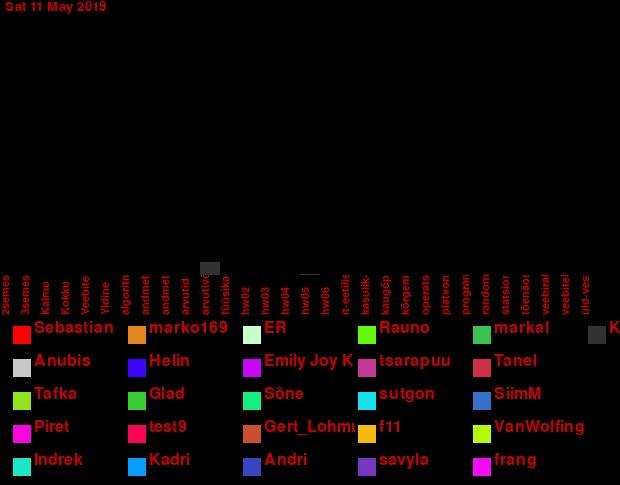 Sat 11 May 2019
2semes
3semes
Kalmo
Kokku
Veebite
Yldine
algoritn
andmet
andmet
arvutid
arvutivõ
füüsika
hw02
hw03
hw04
hw05
hw06
it-eetilis
kasulik-
kaugõp
kõrgem
operats
platvorr
progran
random
statsior
tõenäos
veebiral
veebitel
üld-ves
Sebastian marko169 ER Rauno markal K
Anubis Helin Emily Joy K tsarapuu Tanel
Tafka Glad Sõne sutgon SiimM
Piret test9 Gert_Lohmu f11 VanWolfing
Indrek Kadri Andri savyla frang